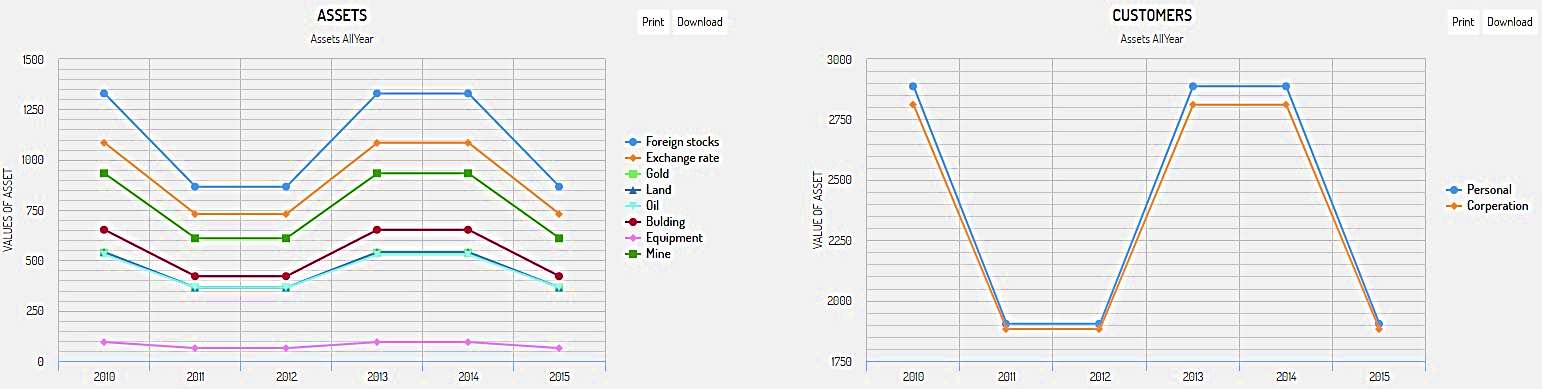 ASSETS
Print Download
Assets AllYear
VALUES OF ASSET
1500
1250
1000
750
500
250
0
2010 2011 2012 2013 2014 2015
Foreign stocks
Exchange rate
Gold
Land
Oil
Bulding
Equipment
Mine
CUSTOMERS
Print Download
Assets AllYear
VALUE OF ASSET
3000
2750
2500
2250
2000
1750
2010 2011 2012 2013 2014 2015
Personal
Corperation